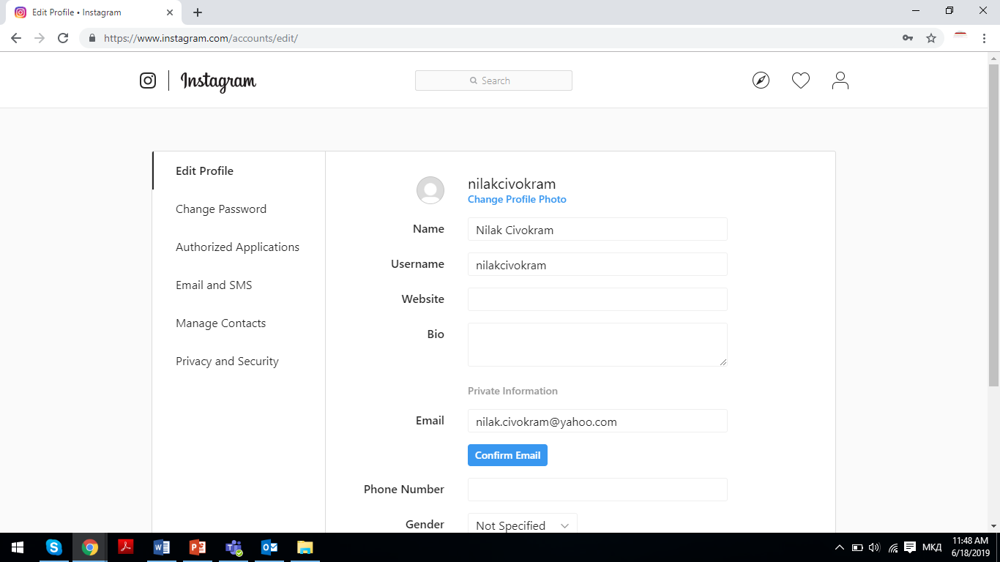 Edit Profile • Instagram
https://www.instagram.com/accounts/edit/
Instagram
Search
Edit Profile
Change Password
Authorized Applications
Email and SMS
Manage Contacts
Privacy and Security
nilakcivokram
Change Profile Photo
Name Nilak Civokram
Username nilakcivokram
Website
Bio
Private Information
Email nilak.civokram@yahoo.com
Confirm Email
Phone Number
Gender Not Specified
МКД
11:48 AM
6/18/2019